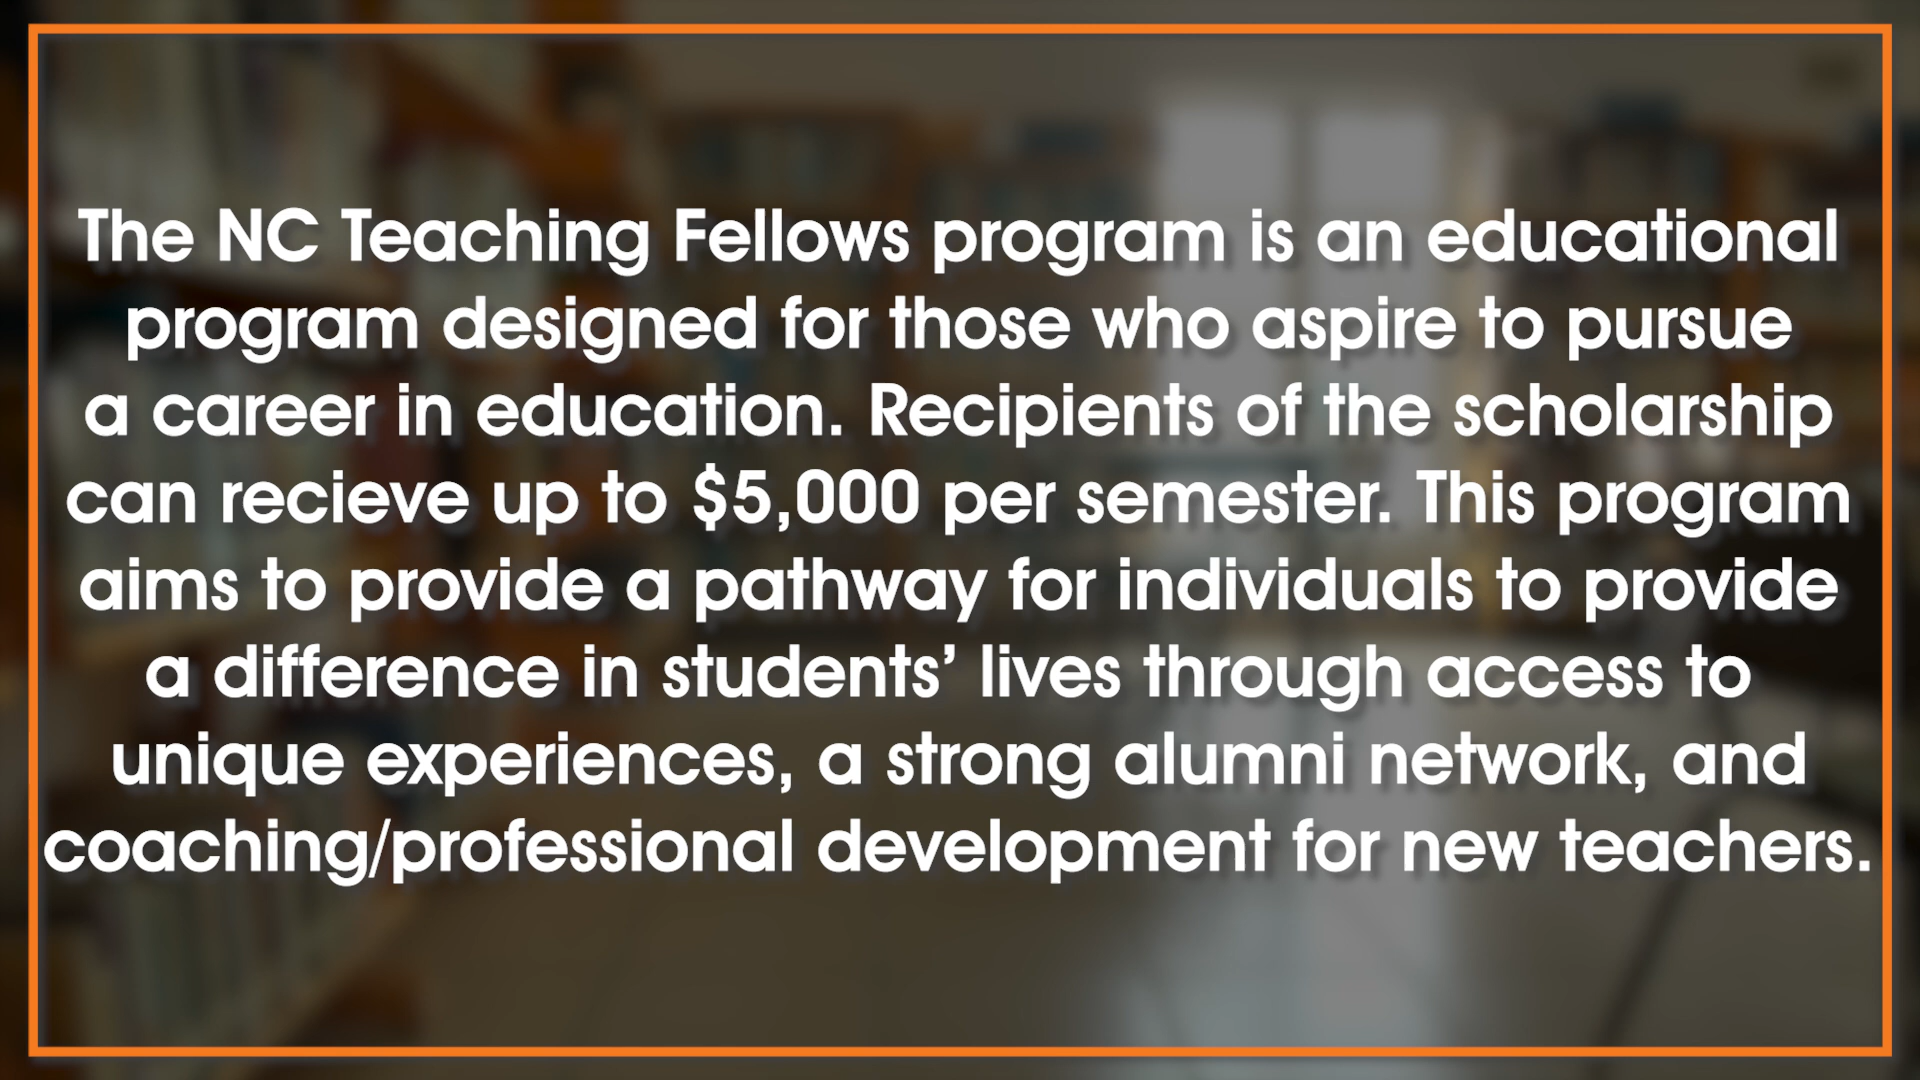 The NC Teaching Fellows program is an educational
program designed for those who aspire to pursue
a career in education. Recipients of the scholarship
can recieve up to $5,000 per semester. This program
aims to provide a pathway for individuals to provide
a difference in students’ lives through access to
unique experiences, a strong alumni network, and
coaching/professional development for new teachers.